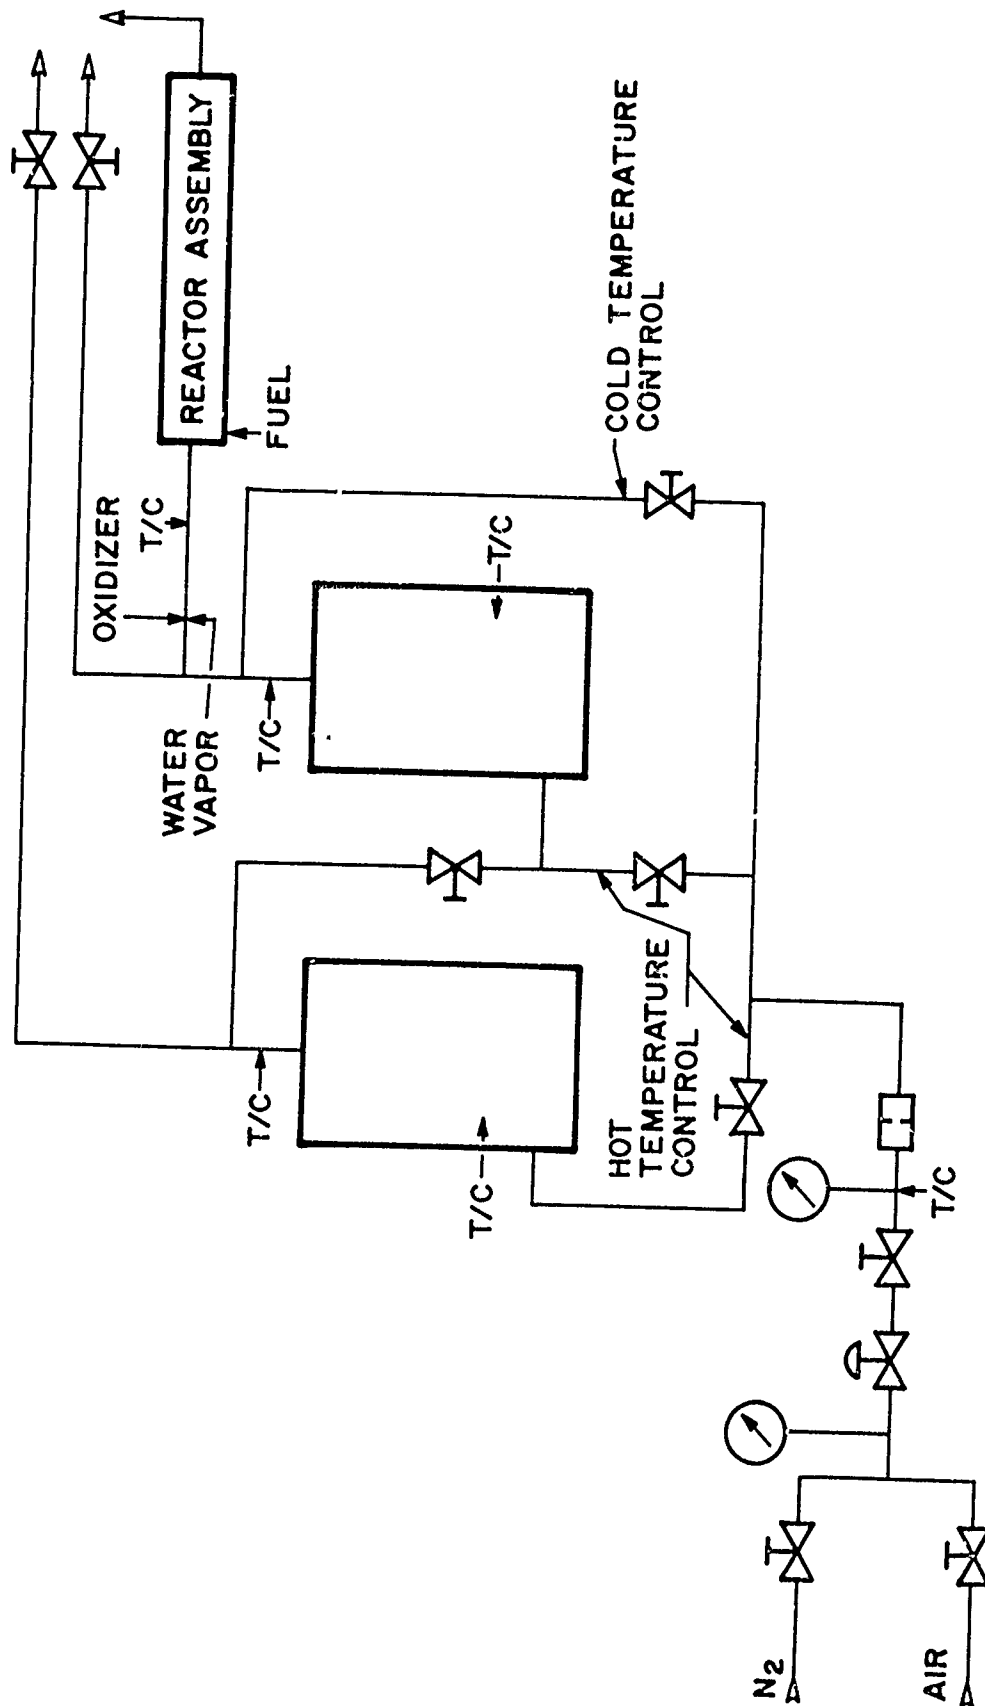 REACTOR ASSEMBLY
FUEL
OXIDIZER
T/C
WATER
VAPOR
T/C
T/C
COLD TEMPERATURE
CONTROL
T/C
T/C
HOT
TEMPERATURE
CONTROL
T/C
N2
AIR